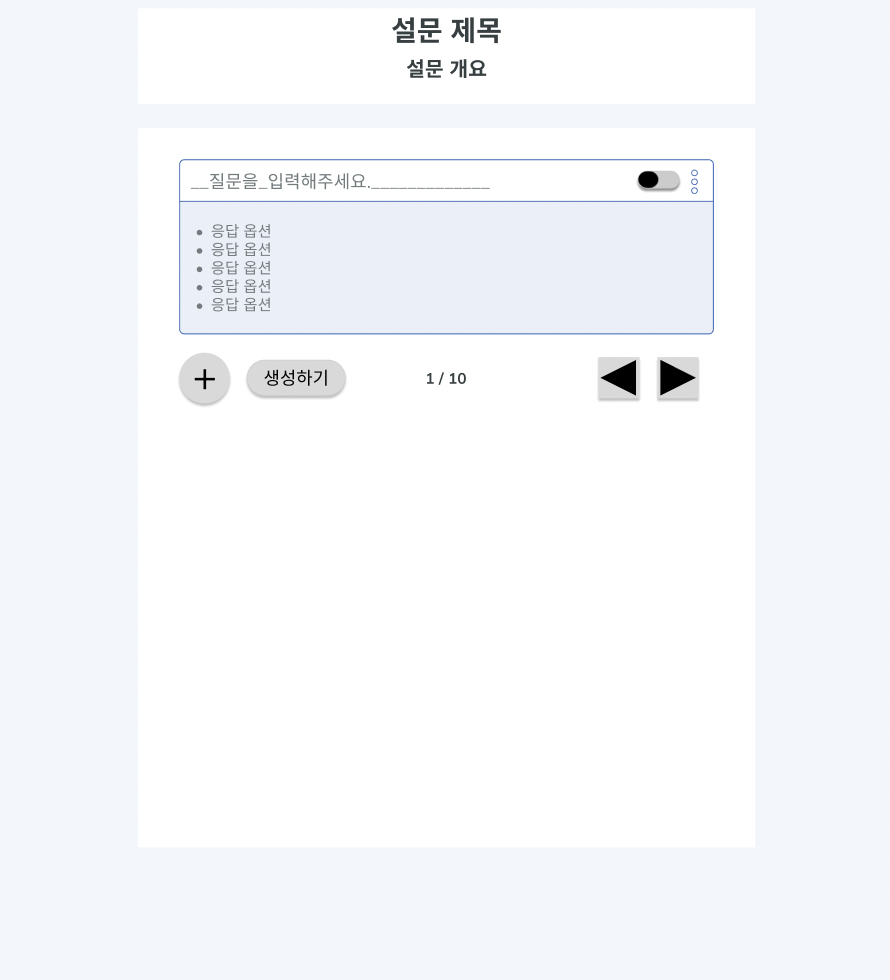 설문 제목
설문 개요
__질문을_입력해주세요._____________
• 응답 옵션
• 응답 옵션
• 응답 옵션
• 응답 옵션
• 응답 옵션
+ 생성하기 1 / 10 ◀ ▶